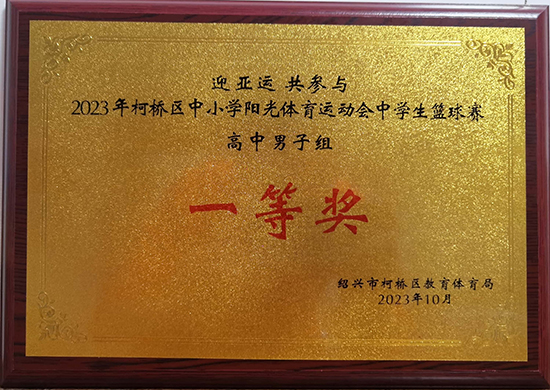 迎亚运 共参与
2023年柯桥区中小学阳光体育运动会中学生篮球赛
高中男子组
一等奖
绍兴市柯桥区教育体育局
2023年10月